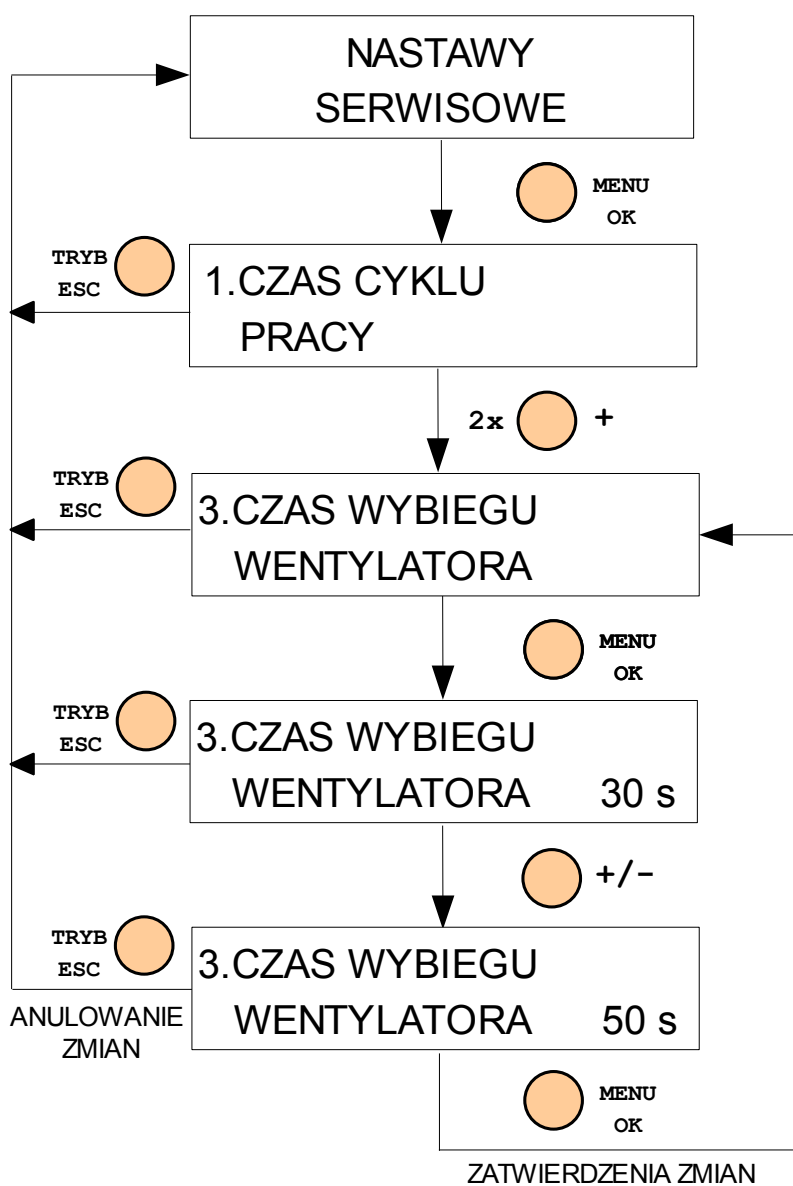 NASTAWY
SERWISOWE
MENU
OK
TRYB
ESC
1.CZAS CYKLU
PRACY
2x +
TRYB
ESC
3.CZAS WYBIEGU
WENTYLATORA
MENU
OK
TRYB
ESC
3.CZAS WYBIEGU
WENTYLATORA 30 s
+/-
TRYB
ESC
3.CZAS WYBIEGU
WENTYLATORA 50 s
ANULOWANIE
ZMIAN
MENU
OK
ZATWIERDZENIA ZMIAN